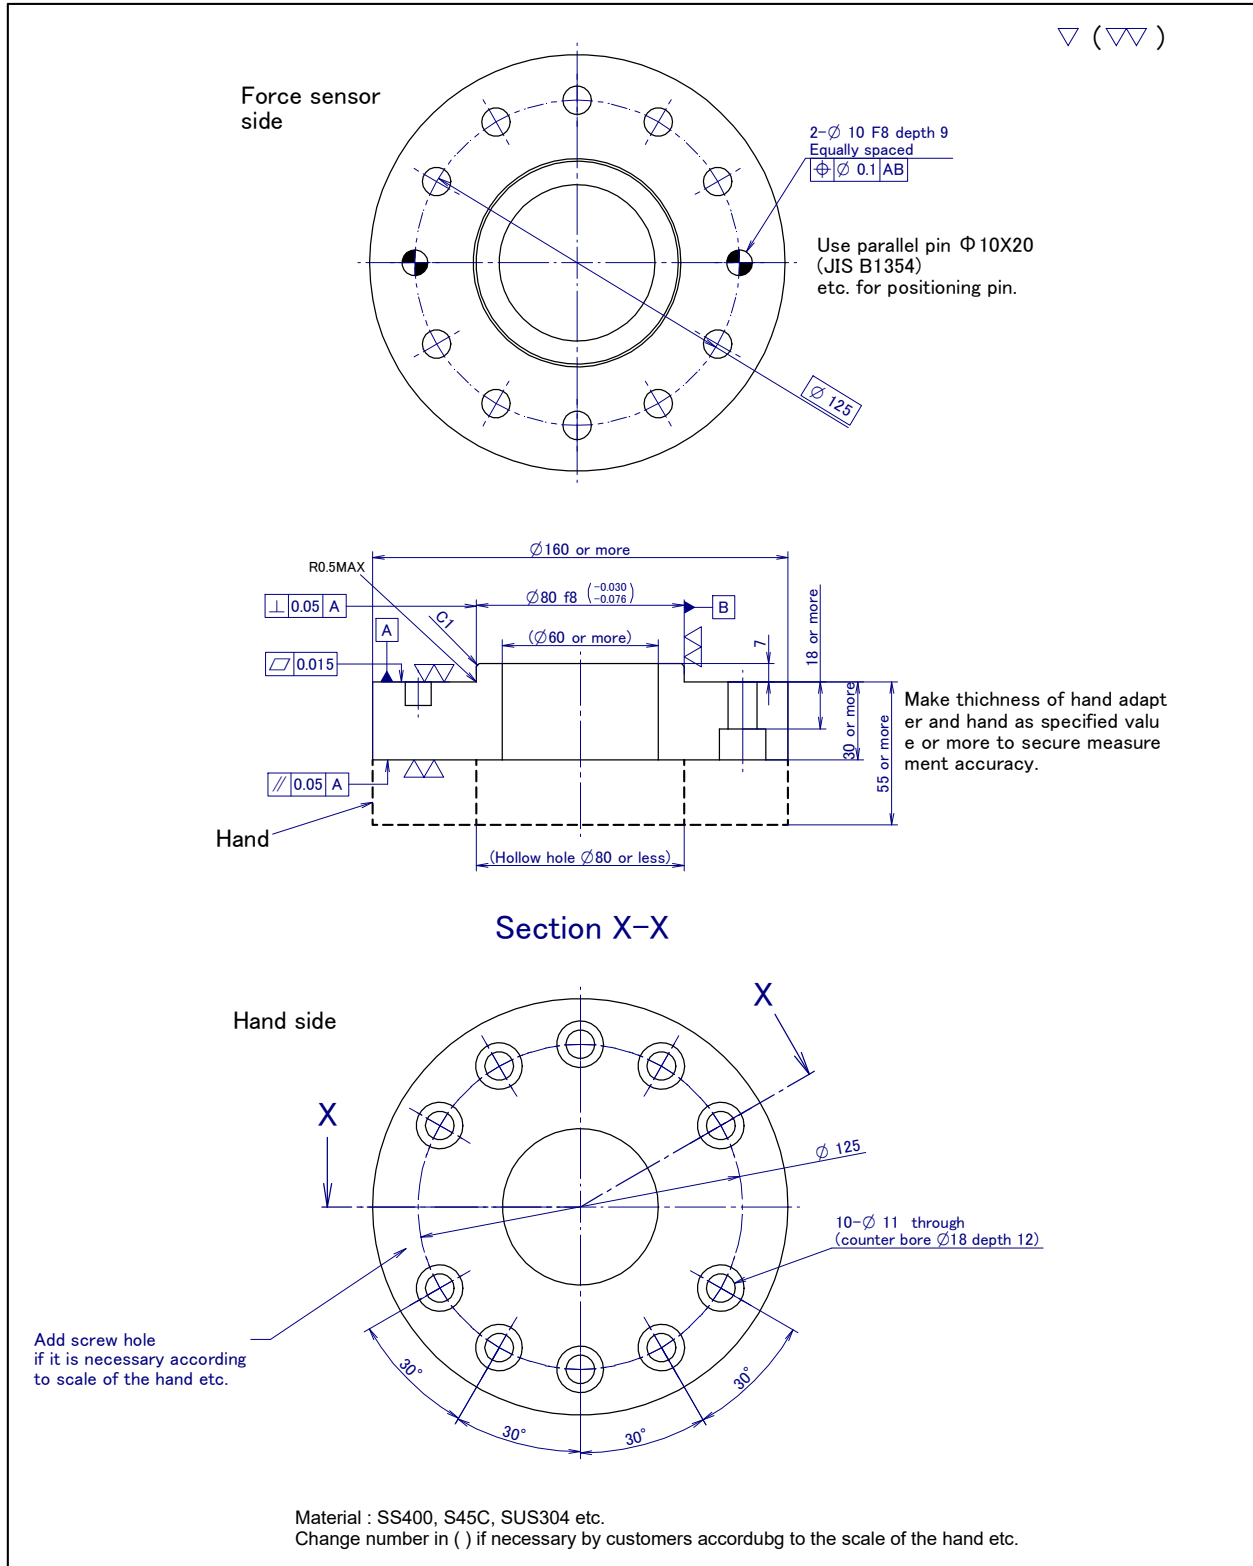 ▽ (▽▽)
Force sensor
side
2-∅ 10 F8 depth 9
Equally spaced
⌖ ∅ 0.1 AB
Use parallel pin Φ10X20
(JIS B1354)
etc. for positioning pin.
∅ 125
∅160 or more
R0.5MAX
∅80 f8 (-0.030 -0.076)
⊥ 0.05 A
B
C1
A
(∅60 or more)
7
18 or more
⏥ 0.015
30 or more
55 or more
Make thichness of hand adapt
er and hand as specified valu
e or more to secure measure
ment accuracy.
// 0.05 A
Hand
(Hollow hole ∅80 or less)
Section X-X
X
Hand side
X
∅ 125
10-∅ 11 through
(counter bore ∅18 depth 12)
Add screw hole
if it is necessary according
to scale of the hand etc.
30°
30°
30°
30°
Material : SS400, S45C, SUS304 etc.
Change number in ( ) if necessary by customers accordubg to the scale of the hand etc.